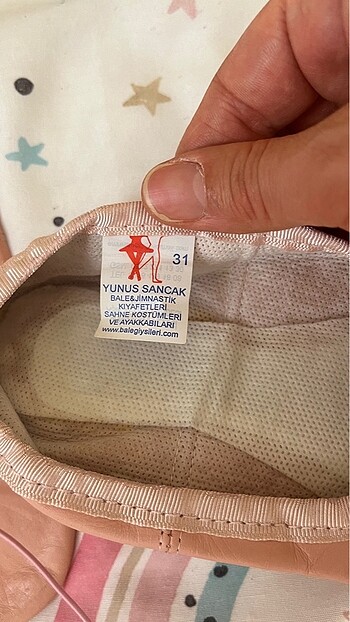 31
YUNUS SANCAK
BALE&JİMNASTİK
KIYAFETLERİ
SAHNE KOSTÜMLERİ
VE AYAKKABILARI
www.balegiysileri.com